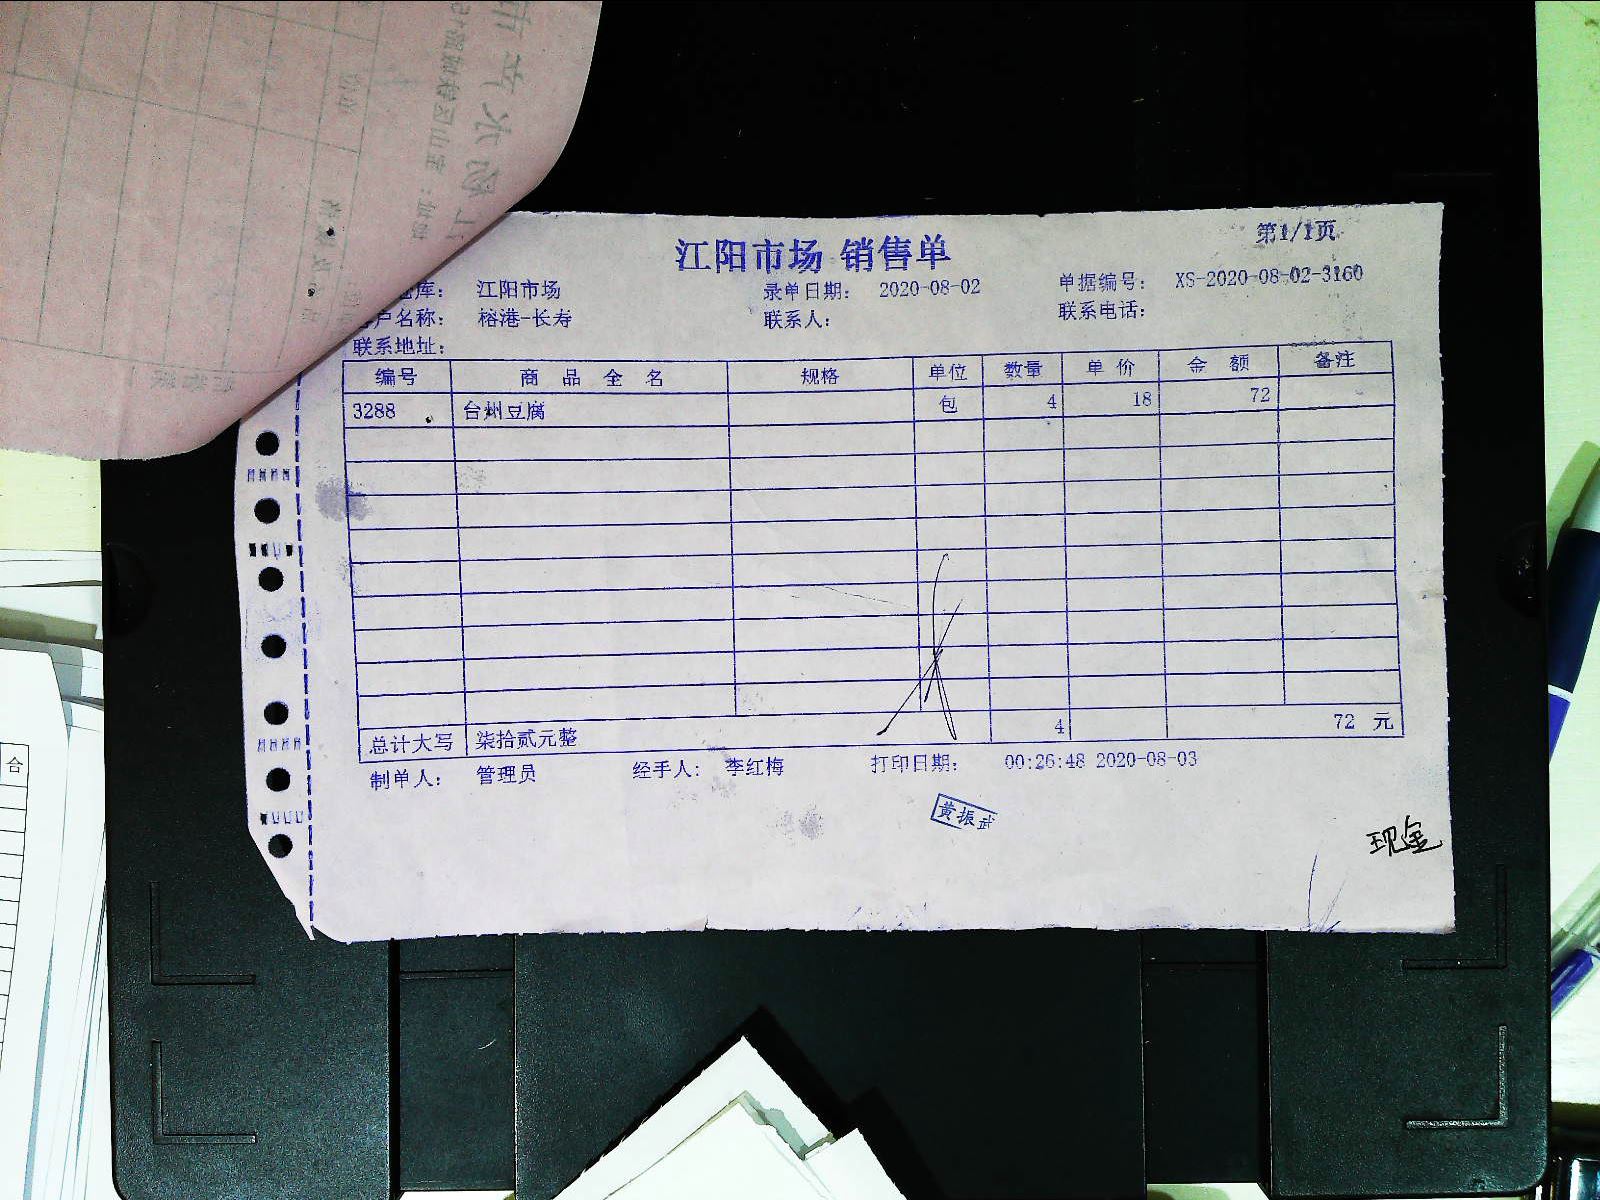 江阳市场 销售单
第1/1页
库： 江阳市场 录单日期： 2020-08-02 单据编号： XS-2020-08-02-3160
户名称： 榕港-长寿 联系人： 联系电话：
联系地址：
编号 商品全名 规格 单位 数量 单价 金额 备注
3288 台州豆腐 包 4 18 72
总计大写 柒拾贰元整 4 72 元
制单人： 管理员 经手人： 李红梅 打印日期： 00:26:48 2020-08-03
黄振武
现金
合